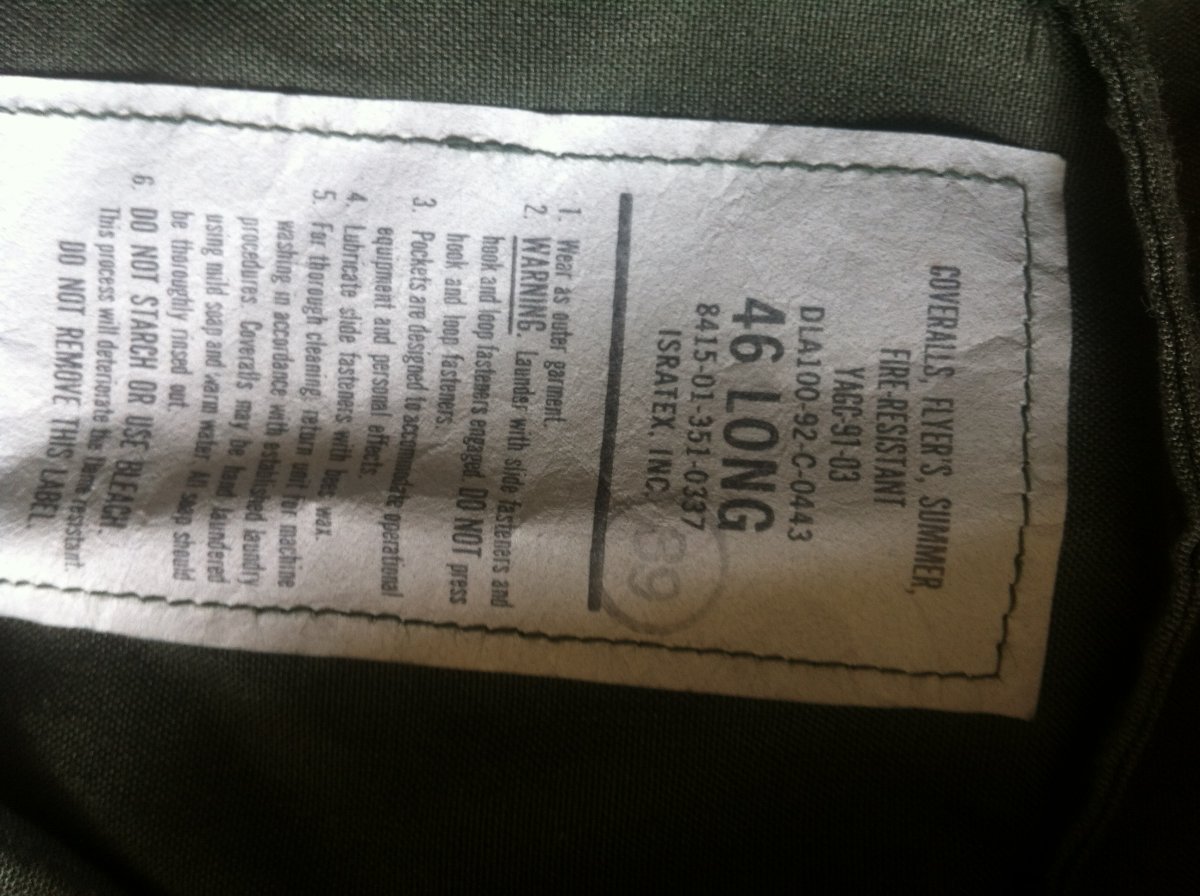 COVERALLS, FLYER'S, SUMMER,
FIRE-RESISTANT
YAGC-91-03
DLA100-92-C-0443
46 LONG
8415-01-351-0337
ISRATEX, INC.
89
1. Wear as outer garment.
2. WARNING. Launder with slide fasteners and
hook and loop fasteners engaged. DO NOT press
hook and loop fasteners.
3. Pockets are designed to accommodate operational
equipment and personal effects.
4. Lubricate slide fasteners with bees wax.
5. For thorough cleaning, return unit for machine
washing in accordance with established laundry
procedures. Coveralls may be hand laundered
using mild soap and warm water. All soap should
be thoroughly rinsed out.
6. DO NOT STARCH OR USE BLEACH.
This process will deteriorate the flame resistant.
DO NOT REMOVE THIS LABEL.